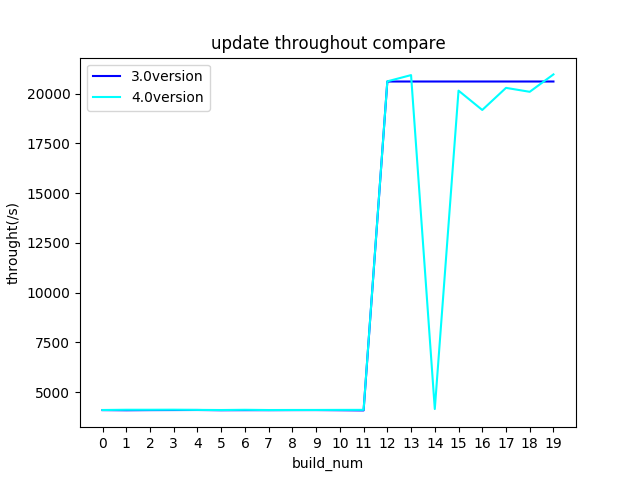 update throughout compare
3.0version
4.0version
throught(/s)
20000
17500
15000
12500
10000
7500
5000
0 1 2 3 4 5 6 7 8 9 10 11 12 13 14 15 16 17 18 19
build_num